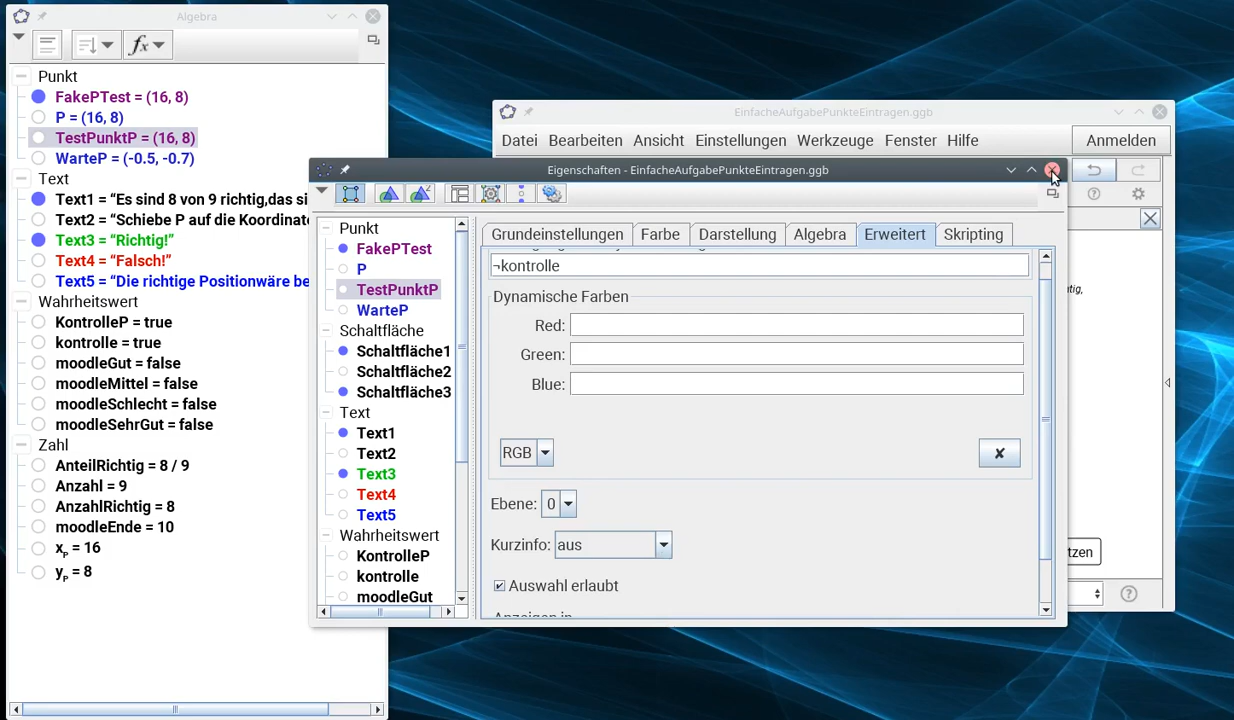 Algebra
fx
Punkt
FakePTest = (16, 8)
P = (16, 8)
TestPunktP = (16, 8)
WarteP = (-0.5, -0.7)
Text
Text1 = “Es sind 8 von 9 richtig,das si
Text2 = “Schiebe P auf die Koordinat
Text3 = “Richtig!”
Text4 = “Falsch!”
Text5 = “Die richtige Positionwäre be
Wahrheitswert
KontrolleP = true
kontrolle = true
moodleGut = false
moodleMittel = false
moodleSchlecht = false
moodleSehrGut = false
Zahl
AnteilRichtig = 8 / 9
Anzahl = 9
AnzahlRichtig = 8
moodleEnde = 10
xP = 16
yP = 8
EinfacheAufgabePunkteEintragen.ggb
Datei Bearbeiten Ansicht Einstellungen Werkzeuge Fenster Hilfe
Anmelden
Eigenschaften - EinfacheAufgabePunkteEintragen.ggb
Punkt
FakePTest
P
TestPunktP
WarteP
Schaltfläche
Schaltfläche1
Schaltfläche2
Schaltfläche3
Text
Text1
Text2
Text3
Text4
Text5
Wahrheitswert
KontrolleP
kontrolle
moodleGut
Grundeinstellungen Farbe Darstellung Algebra Erweitert Skripting
¬kontrolle
Dynamische Farben
Red:
Green:
Blue:
RGB
✘
Ebene: 0
Kurzinfo: aus
Auswahl erlaubt
Anzeigen in
tig,
tzen